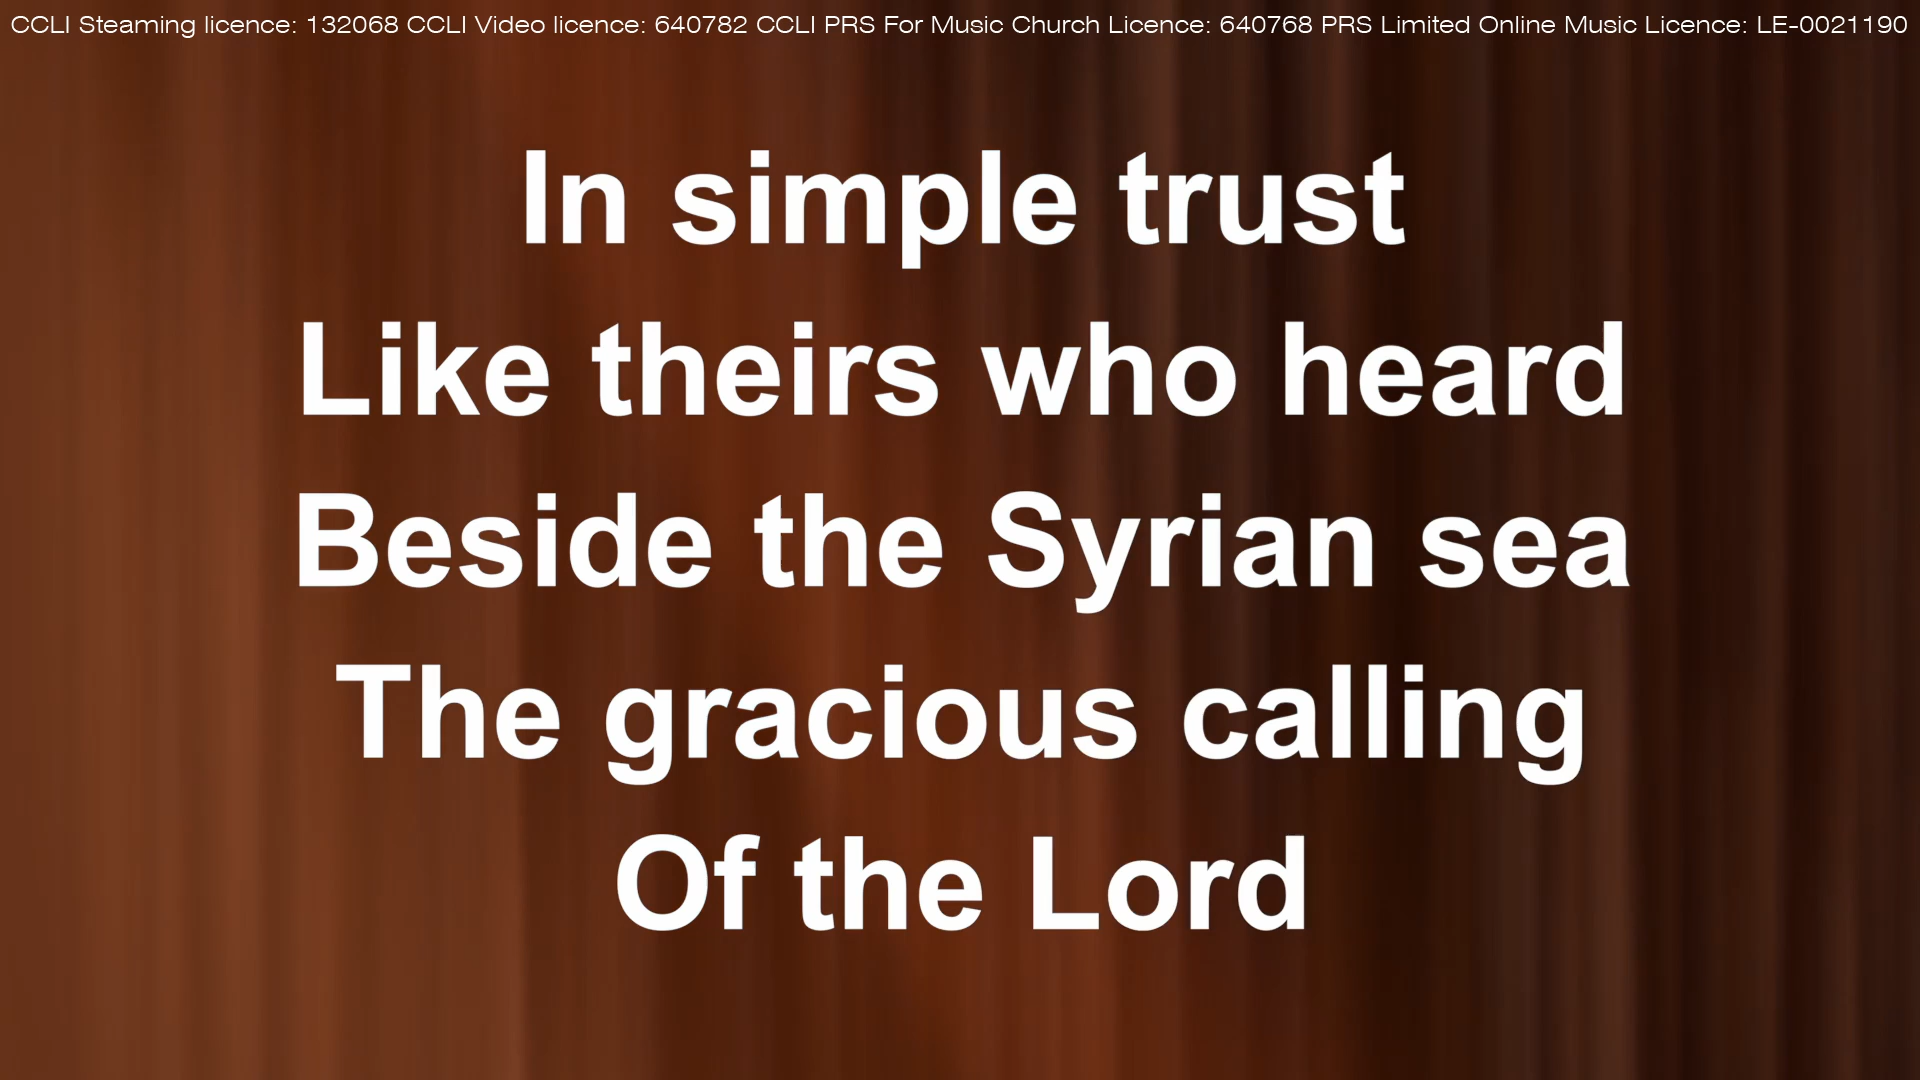 CCLI Steaming licence: 132068 CCLI Video licence: 640782 CCLI PRS For Music Church Licence: 640768 PRS Limited Online Music Licence: LE-0021190
In simple trust
Like theirs who heard
Beside the Syrian sea
The gracious calling
Of the Lord